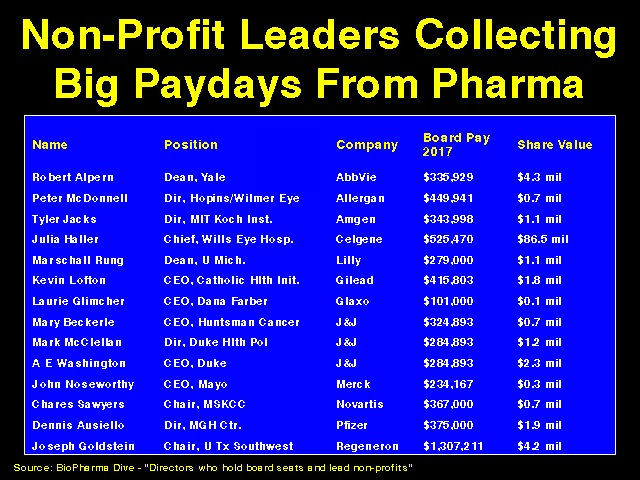 Non-Profit Leaders Collecting
Big Paydays From Pharma
Name Position Company Board Pay 2017 Share Value
Robert Alpern Dean, Yale AbbVie $335,929 $4.3 mil
Peter McDonnell Dir, Hopins/Wilmer Eye Allergan $449,941 $0.7 mil
Tyler Jacks Dir, MIT Koch Inst. Amgen $343,998 $1.1 mil
Julia Haller Chief, Wills Eye Hosp. Celgene $525,470 $86.5 mil
Marschall Rung Dean, U Mich. Lilly $279,000 $1.1 mil
Kevin Lofton CEO, Catholic Hlth Init. Gilead $415,803 $1.8 mil
Laurie Glimcher CEO, Dana Farber Glaxo $101,000 $0.1 mil
Mary Beckerle CEO, Huntsman Cancer J&J $324,893 $0.7 mil
Mark McClellan Dir, Duke Hlth Pol J&J $284,893 $1.2 mil
A E Washington CEO, Duke J&J $284,893 $2.3 mil
John Noseworthy CEO, Mayo Merck $234,167 $0.3 mil
Chares Sawyers Chair, MSKCC Novartis $367,000 $0.7 mil
Dennis Ausiello Dir, MGH Ctr. Pfizer $375,000 $1.9 mil
Joseph Goldstein Chair, U Tx Southwest Regeneron $1,307,211 $4.2 mil
Source: BioPharma Dive - "Directors who hold board seats and lead non-profits"